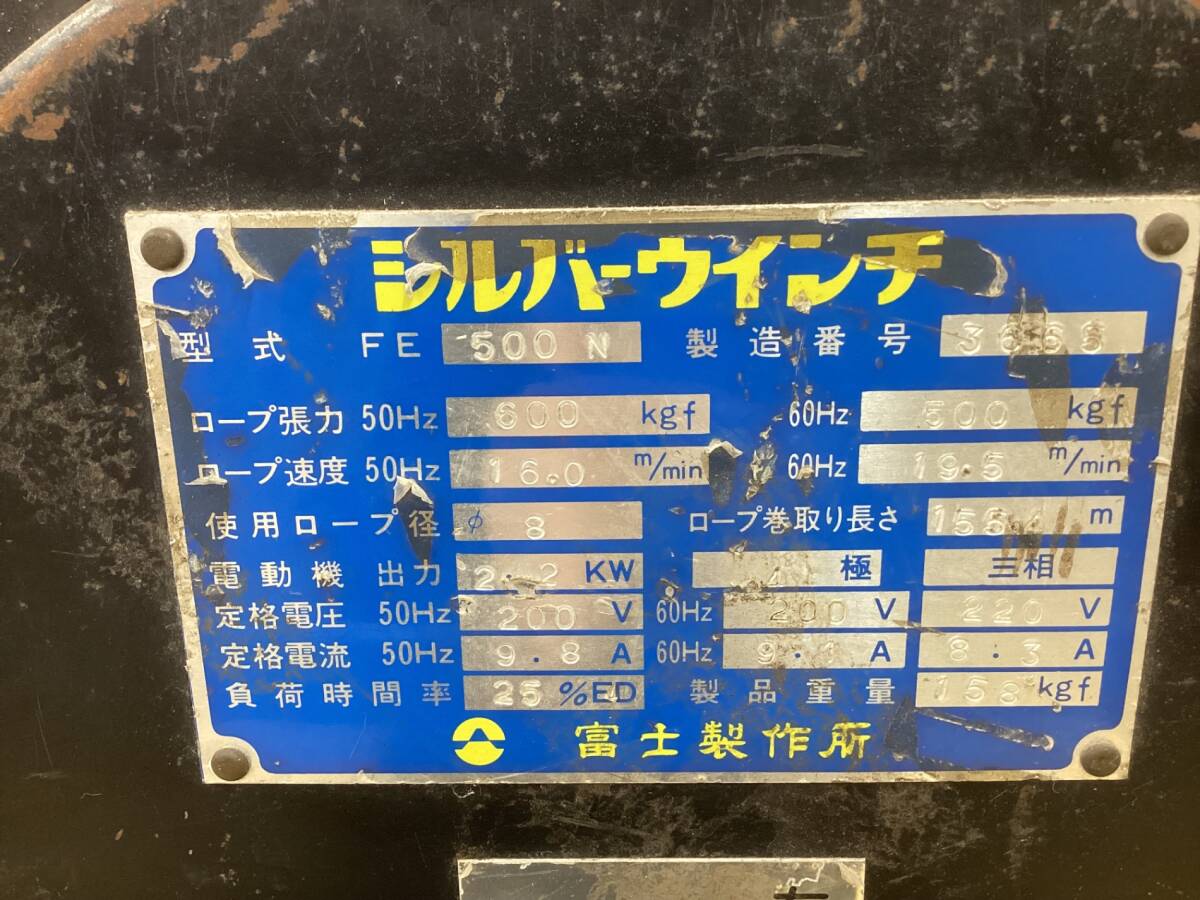 シルバーウインチ
型式 FE 500 N 製造番号
ロープ張力 50Hz 600 kgf 60Hz 500 kgf
ロープ速度 50Hz 16.0 m/min 60Hz 19.5 m/min
使用ロープ径 φ 8 ロープ巻取り長さ m
電動機 出力 2.2 KW 4 極 三相
定格電圧 50Hz 200 V 60Hz 200 V 220 V
定格電流 50Hz 9.8 A 60Hz 9.1 A 8.3 A
負荷時間率 25 %ED 製品重量 158 kgf
富士製作所